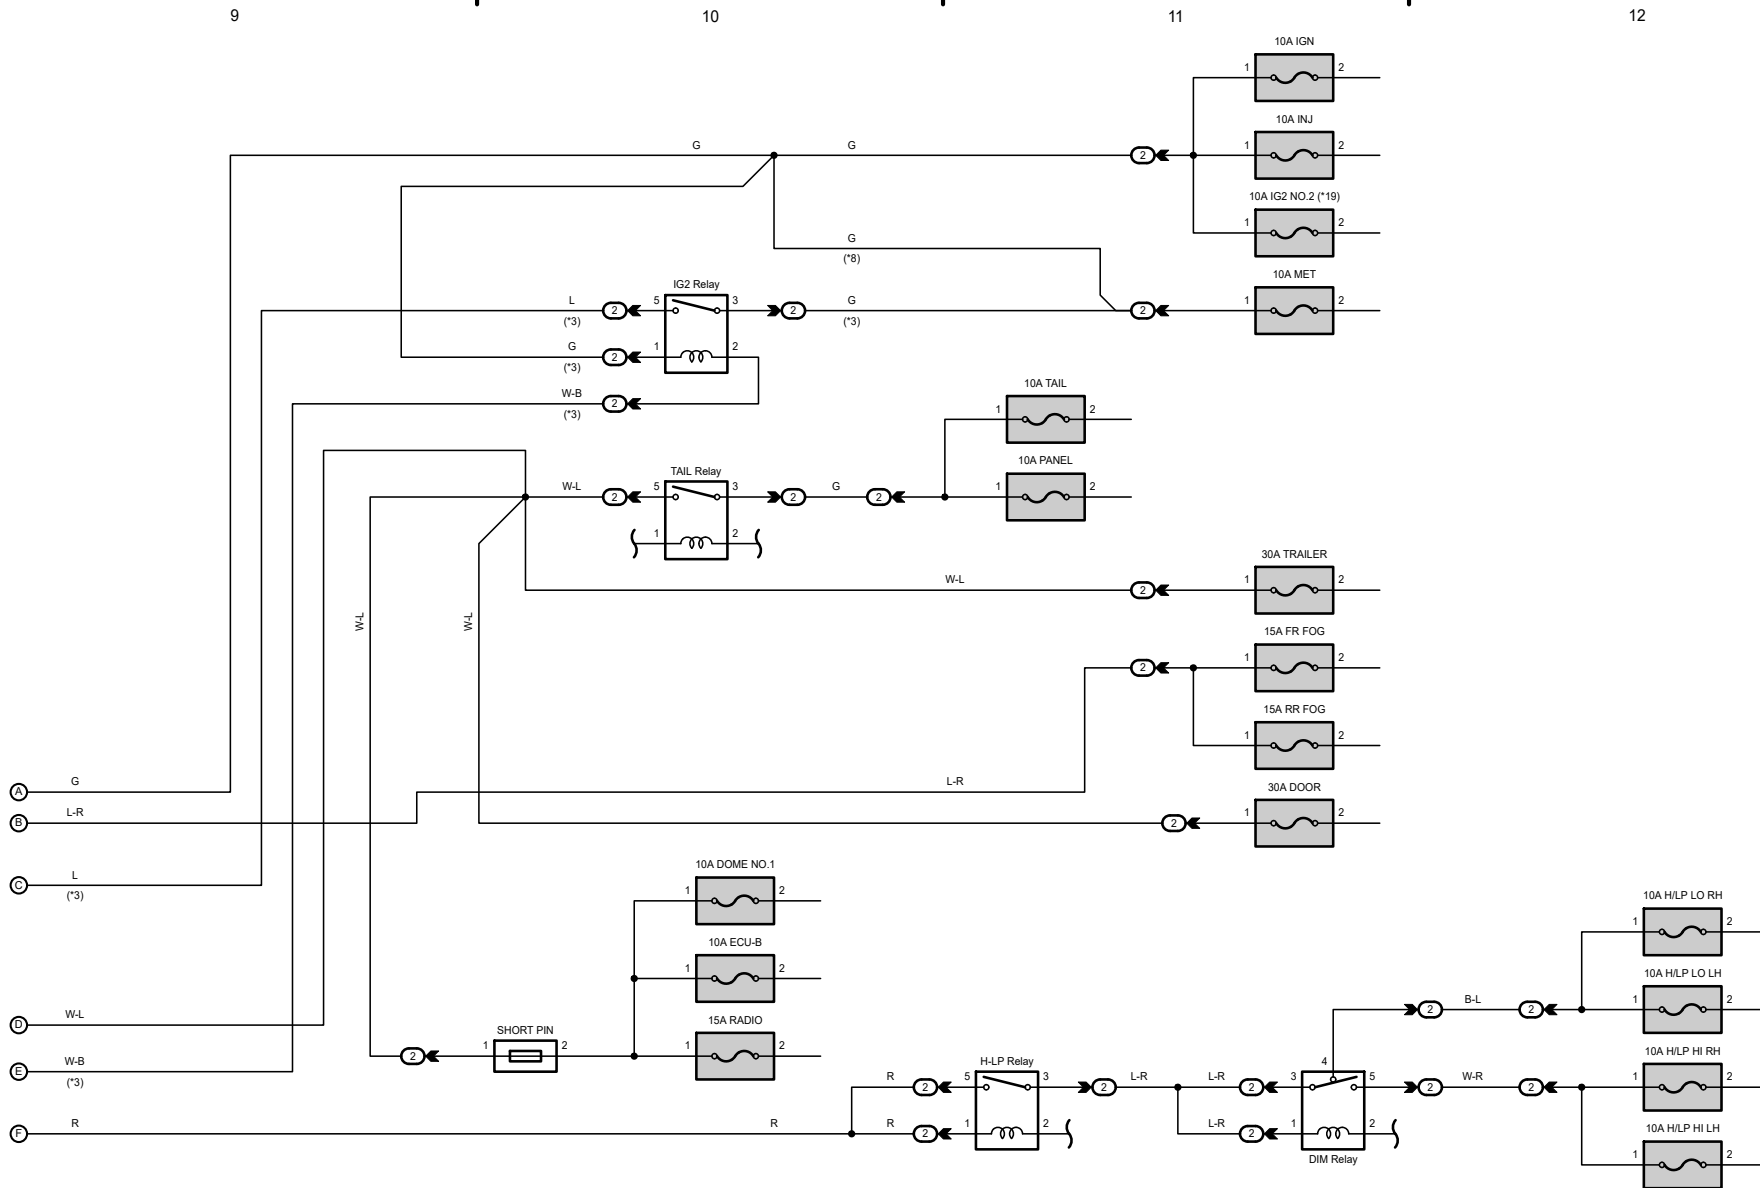 9 10 11 12
10A IGN
1 2
10A INJ
G G 2 1 2
10A IG2 NO.2 (*19)
1 2
G
(*8)
10A MET
IG2 Relay
L 2 5 3 2 G 2 1 2
(*3) (*3)
G 2 1 2
(*3)
10A TAIL
W-B 2
(*3)
1 2
10A PANEL
TAIL Relay
W-L 2 5 3 2 G 2 1 2
1 2
30A TRAILER
W-L 2 1 2
W-L W-L
15A FR FOG
2 1 2
15A RR FOG
1 2
A G L-R
30A DOOR
B L-R 2 1 2
10A DOME NO.1
C L
(*3)
1 2
10A H/LP LO RH
1 2
10A ECU-B
1 2
10A H/LP LO LH
2 B-L 2 1 2
D W-L
15A RADIO
SHORT PIN
2 1 2 1 2
10A H/LP HI RH
E W-B
(*3)
H-LP Relay
4
R 2 5 3 2 L-R L-R 2 3 5 2 W-R 2 1 2
10A H/LP HI LH
F R R R 2 1 2 L-R 2 1 2
DIM Relay
1 2